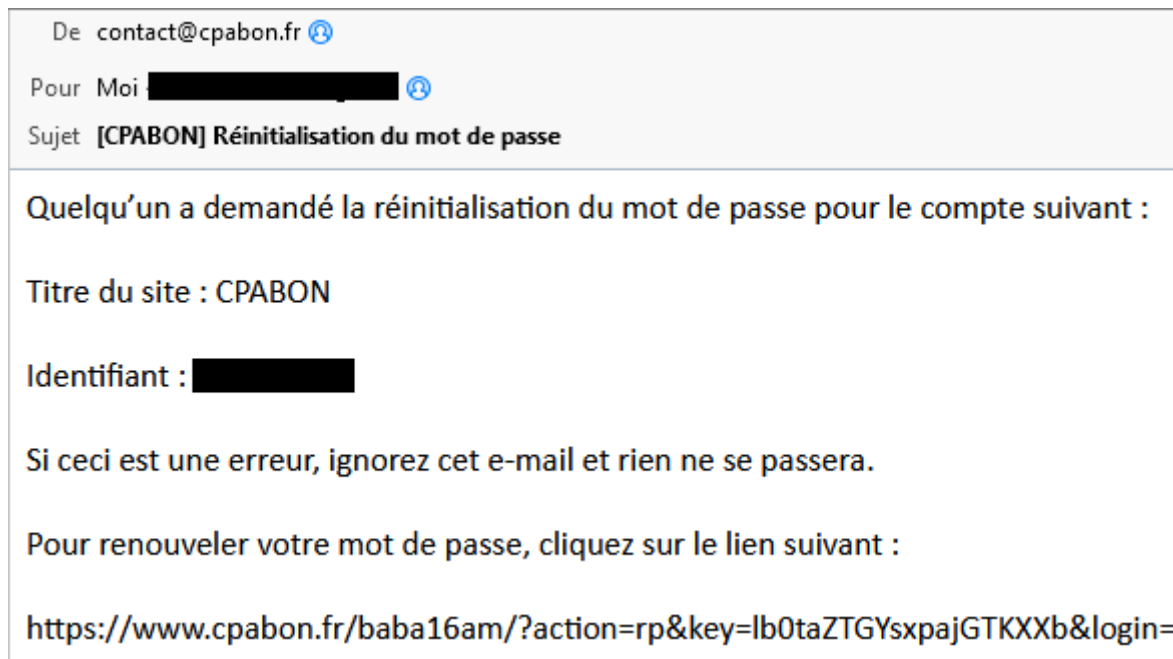 De contact@cpabon.fr
Pour Moi
Sujet [CPABON] Réinitialisation du mot de passe
Quelqu’un a demandé la réinitialisation du mot de passe pour le compte suivant :
Titre du site : CPABON
Identifiant :
Si ceci est une erreur, ignorez cet e-mail et rien ne se passera.
Pour renouveler votre mot de passe, cliquez sur le lien suivant :
https://www.cpabon.fr/baba16am/?action=rp&key=lb0taZTGYsxpajGTKXXb&login=